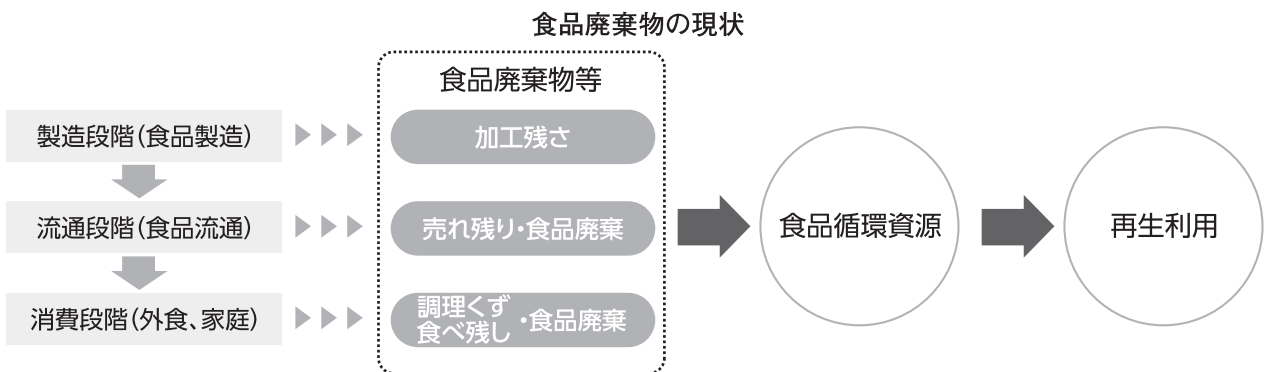 食品廃棄物の現状
食品廃棄物等
製造段階(食品製造)
加工残さ
流通段階(食品流通)
売れ残り・食品廃棄
消費段階(外食、家庭)
調理くず
食べ残し
・食品廃棄
食品循環資源
再生利用